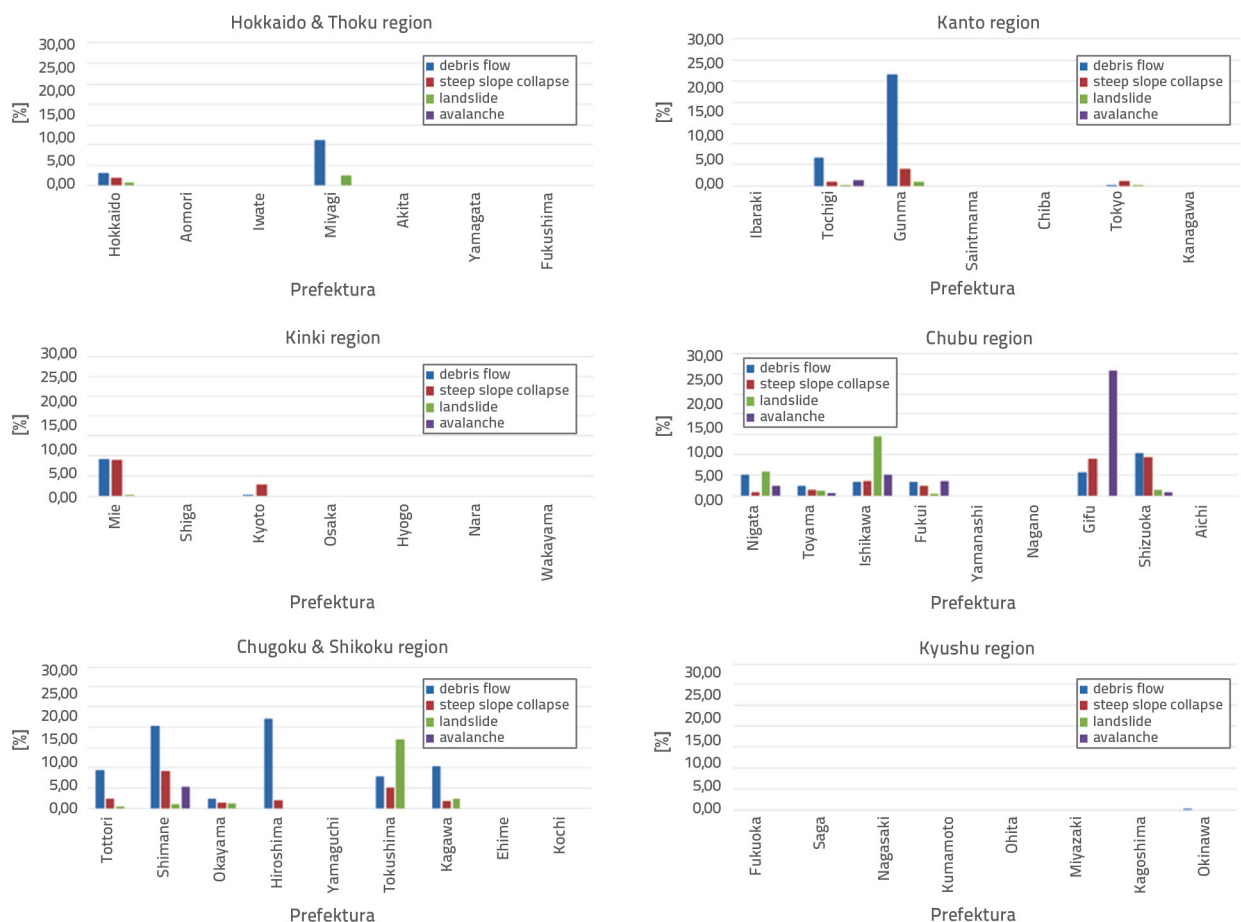 Hokkaido & Thoku region
30,00
25,00
20,00
15,00
10,00
5,00
0,00
[%]
debris flow
steep slope collapse
landslide
avalanche
Hokkaido
Aomori
Iwate
Miyagi
Akita
Yamagata
Fukushima
Prefektura
Kanto region
30,00
25,00
20,00
15,00
10,00
5,00
0,00
[%]
debris flow
steep slope collapse
landslide
avalanche
Ibaraki
Tochigi
Gunma
Saintmama
Chiba
Tokyo
Kanagawa
Prefektura
Kinki region
30,00
25,00
20,00
15,00
10,00
5,00
0,00
[%]
debris flow
steep slope collapse
landslide
avalanche
Mie
Shiga
Kyoto
Osaka
Hyogo
Nara
Wakayama
Prefektura
Chubu region
30,00
25,00
20,00
15,00
10,00
5,00
0,00
[%]
debris flow
steep slope collapse
landslide
avalanche
Nigata
Toyama
Ishikawa
Fukui
Yamanashi
Nagano
Gifu
Shizuoka
Aichi
Prefektura
Chugoku & Shikoku region
30,00
25,00
20,00
15,00
10,00
5,00
0,00
[%]
debris flow
steep slope collapse
landslide
avalanche
Tottori
Shimane
Okayama
Hiroshima
Yamaguchi
Tokushima
Kagawa
Ehime
Kochi
Prefektura
Kyushu region
30,00
25,00
20,00
15,00
10,00
5,00
0,00
[%]
debris flow
steep slope collapse
landslide
avalanche
Fukuoka
Saga
Nagasaki
Kumamoto
Ohita
Miyazaki
Kagoshima
Okinawa
Prefektura